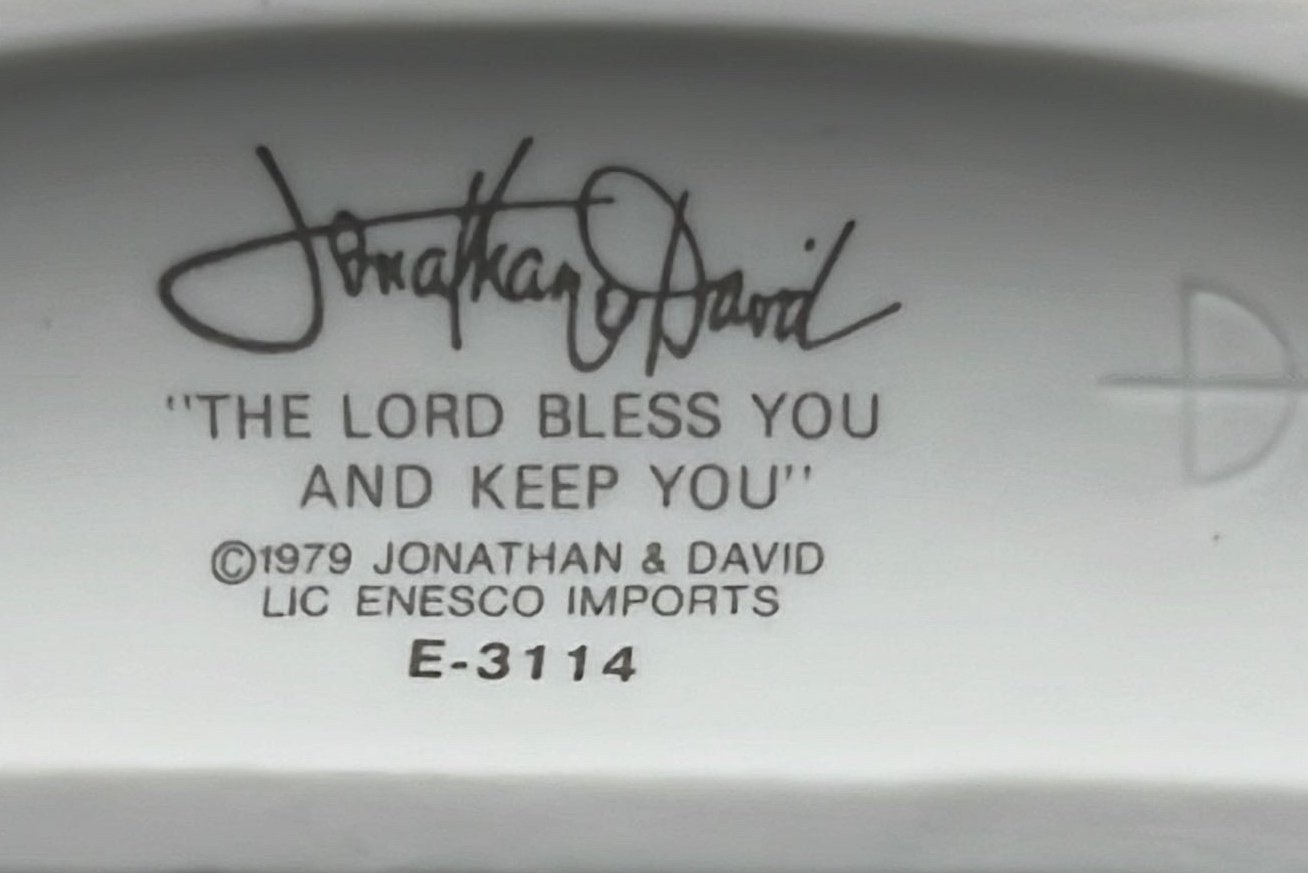 Jonathan & David
"THE LORD BLESS YOU
AND KEEP YOU"
©1979 JONATHAN & DAVID
LIC ENESCO IMPORTS
E-3114